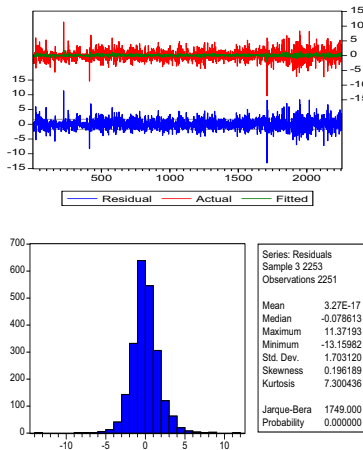 15
10
5
0
-5
-10
-15
15
10
5
0
-5
-10
-15
500 1000 1500 2000
Residual Actual Fitted
700
600
500
400
300
200
100
0
-10 -5 0 5 10
Series: Residuals
Sample 3 2253
Observations 2251
Mean 3.27E-17
Median -0.078613
Maximum 11.37193
Minimum -13.15982
Std. Dev. 1.703120
Skewness 0.196189
Kurtosis 7.300436
Jarque-Bera 1749.000
Probability 0.000000